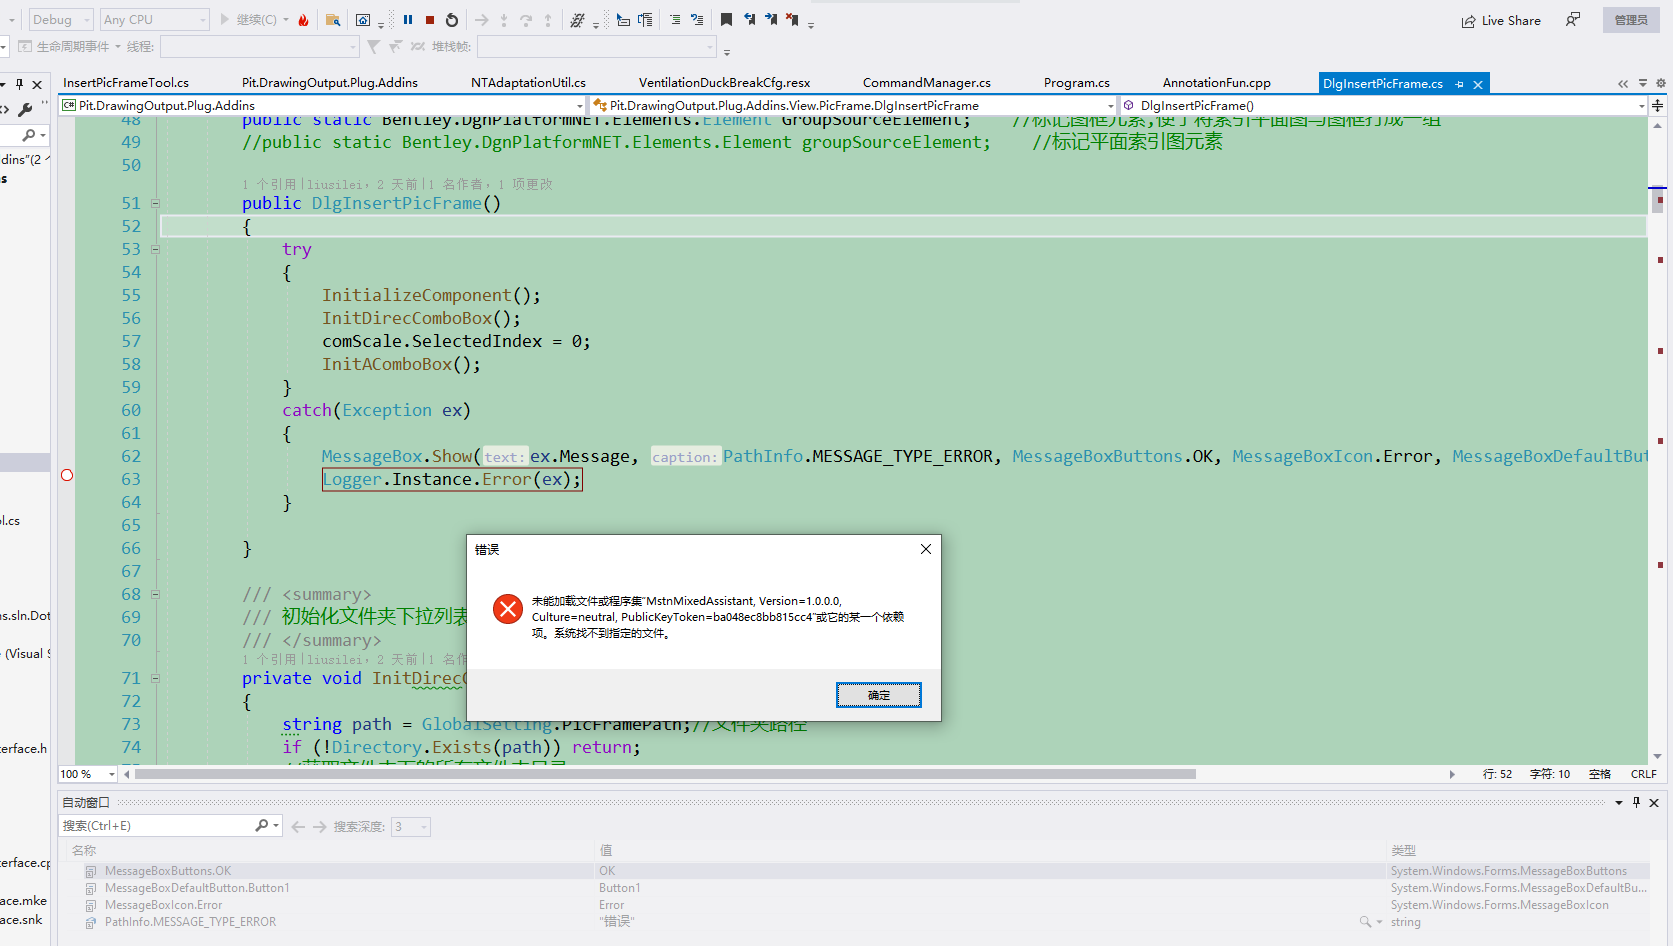 Debug
Any CPU
继续(C)
Live Share
管理员
生命周期事件
线程:
堆栈帧:
InsertPicFrameTool.cs
Pit.DrawingOutput.Plug.Addins
NTAdaptationUtil.cs
VentilationDuckBreakCfg.resx
CommandManager.cs
Program.cs
AnnotationFun.cpp
DlgInsertPicFrame.cs
C# Pit.DrawingOutput.Plug.Addins
Pit.DrawingOutput.Plug.Addins.View.PicFrame.DlgInsertPicFrame
DlgInsertPicFrame()
48 public static Bentley.DgnPlatformNET.Elements.Element GroupSourceElement; //标记图框元素,便于将索引平面图与图框打成一组
49 //public static Bentley.DgnPlatformNET.Elements.Element groupSourceElement; //标记平面索引图元素
50
1 个引用|liusilei, 2 天前|1 名作者, 1 项更改
51 public DlgInsertPicFrame()
52 {
53 try
54 {
55 InitializeComponent();
56 InitDirecComboBox();
57 comScale.SelectedIndex = 0;
58 InitAComboBox();
59 }
60 catch(Exception ex)
61 {
62 MessageBox.Show(text: ex.Message, caption: PathInfo.MESSAGE_TYPE_ERROR, MessageBoxButtons.OK, MessageBoxIcon.Error, MessageBoxDefaultBut
63 Logger.Instance.Error(ex);
64 }
65
66 }
67
68 /// <summary>
69 /// 初始化文件夹下拉列表
70 /// </summary>
1 个引用|liusilei, 2 天前|1 名作
71 private void InitDirecC
72 {
73 string path = GlobalSetting.PicFramePath;//文件夹路径
74 if (!Directory.Exists(path)) return;
错误
未能加载文件或程序集"MstnMixedAssistant, Version=1.0.0.0,
Culture=neutral, PublicKeyToken=ba048ec8bb815cc4"或它的某一个依赖
项。系统找不到指定的文件。
确定
ddins"(2
s
ol.cs
ns.sln.Dot
(Visual S
terface.h
terface.cp
ace.mke
ace.snk
100 %
行: 52
字符: 10
空格
CRLF
自动窗口
搜索(Ctrl+E)
搜索深度:
3
名称
值
类型
MessageBoxButtons.OK
OK
System.Windows.Forms.MessageBoxButtons
MessageBoxDefaultButton.Button1
Button1
System.Windows.Forms.MessageBoxDefaultBu...
MessageBoxIcon.Error
Error
System.Windows.Forms.MessageBoxIcon
PathInfo.MESSAGE_TYPE_ERROR
"错误"
string